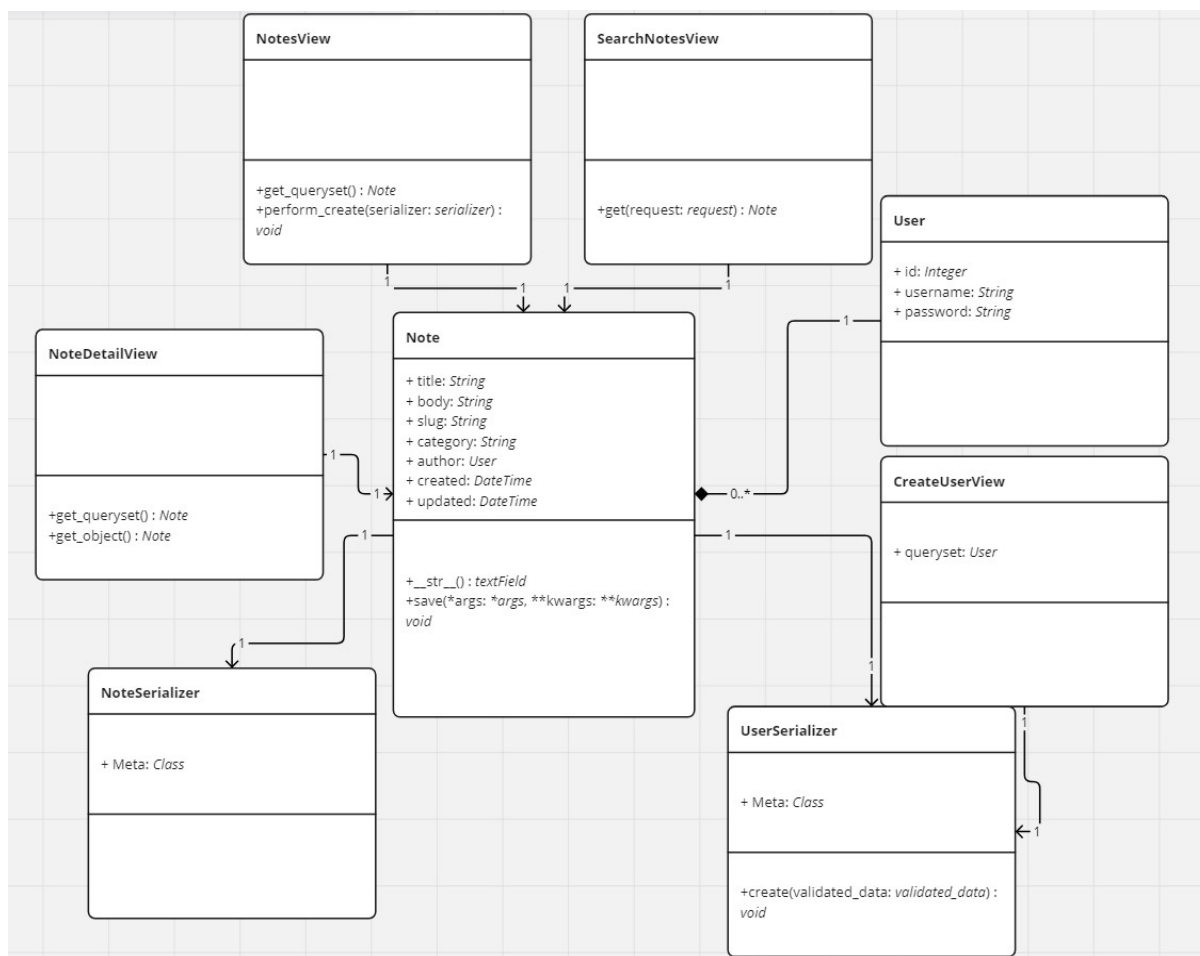 NotesView
+get_queryset() : Note
+perform_create(serializer: serializer) :
void
SearchNotesView
+get(request: request) : Note
User
+ id: Integer
+ username: String
+ password: String
1
1
1
1
1
NoteDetailView
+get_queryset() : Note
+get_object() : Note
1
1
Note
+ title: String
+ body: String
+ slug: String
+ category: String
+ author: User
+ created: DateTime
+ updated: DateTime
+__str__() : textField
+save(*args: *args, **kwargs: **kwargs) :
void
0..*
CreateUserView
+ queryset: User
1
1
1
1
NoteSerializer
+ Meta: Class
UserSerializer
+ Meta: Class
+create(validated_data: validated_data) :
void
1
1